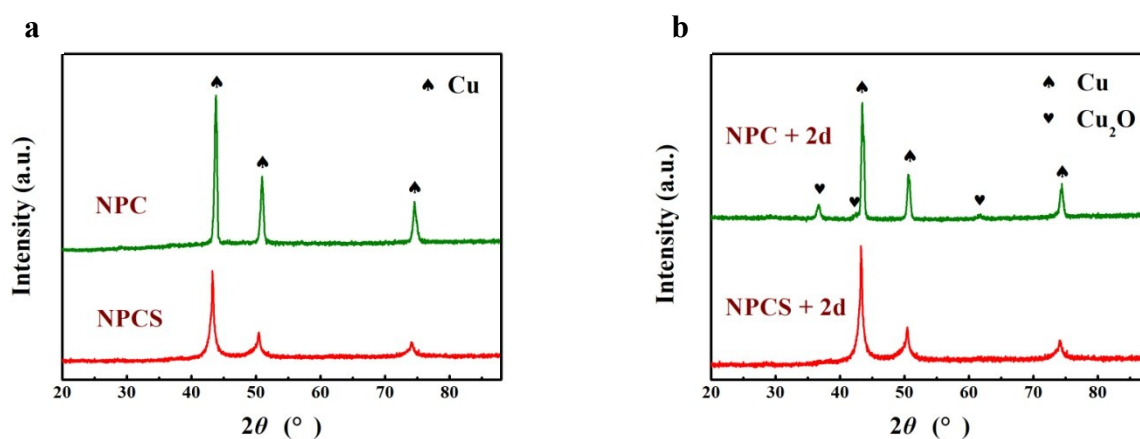 a
♠ Cu
NPC
NPCS
Intensity (a.u.)
20 30 40 50 60 70 80
2θ (°)
b
♠ Cu
♥ Cu₂O
NPC + 2d
NPCS + 2d
Intensity (a.u.)
20 30 40 50 60 70 80
2θ (°)